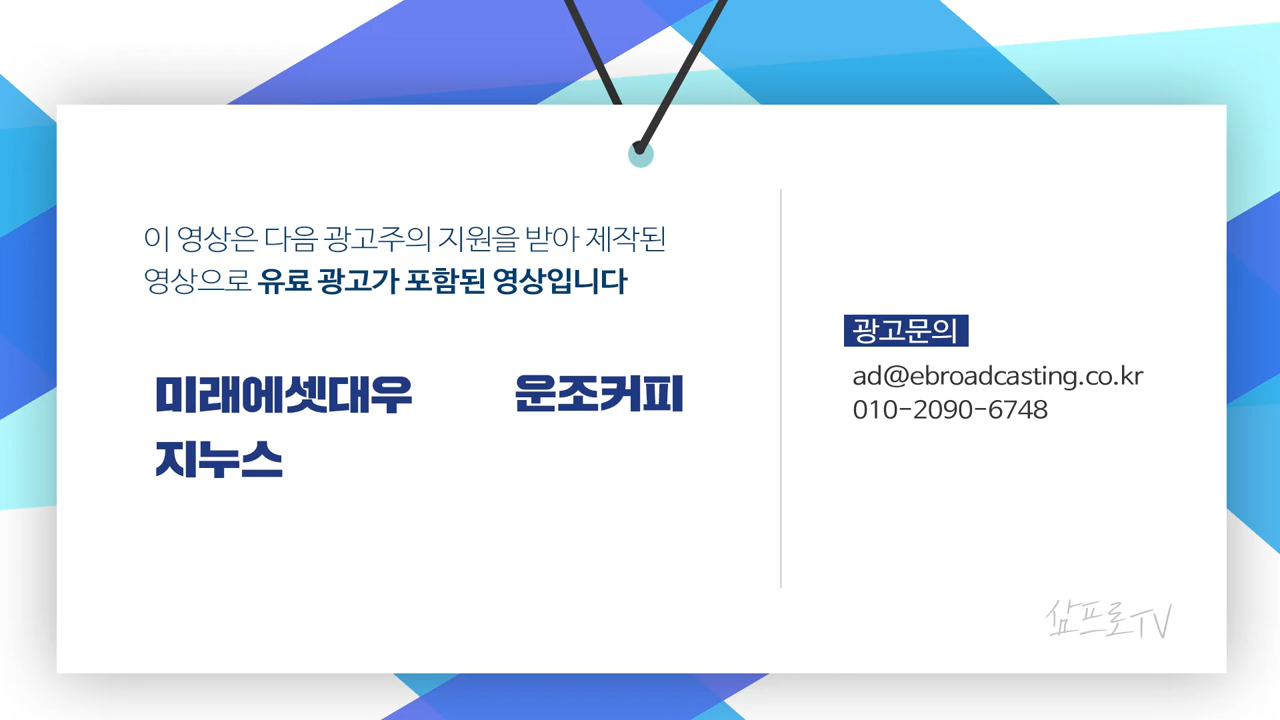 이 영상은 다음 광고주의 지원을 받아 제작된
영상으로 유료 광고가 포함된 영상입니다
미래에셋대우 운조커피
지누스
광고문의
ad@ebroadcasting.co.kr
010-2090-6748
삼프로TV